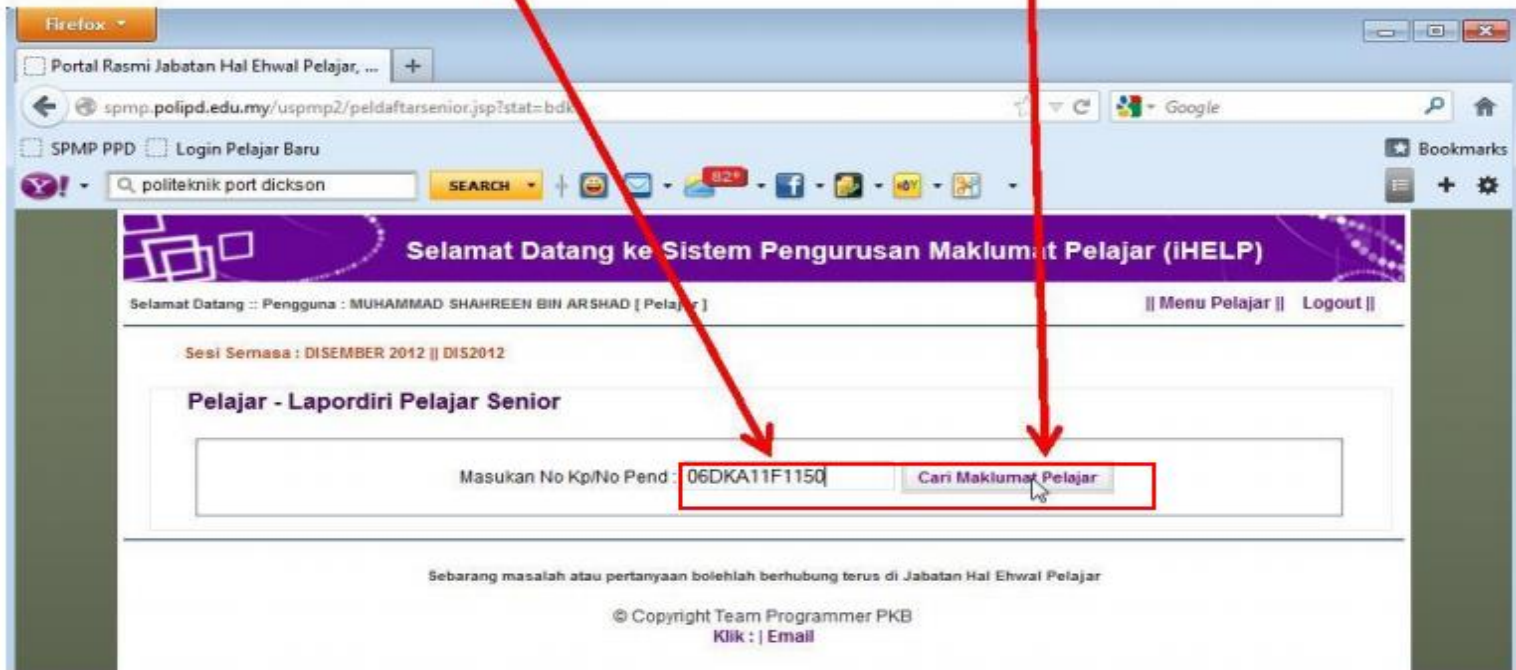 Firefox
Portal Rasmi Jabatan Hal Ehwal Pelajar, ...
spmp.polipd.edu.my/uspmp2/peldaftarsenior.jsp?stat=bdk
Google
SPMP PPD Login Pelajar Baru
Bookmarks
Y! politeknik port dickson SEARCH 82°
Selamat Datang ke Sistem Pengurusan Maklumat Pelajar (iHELP)
Selamat Datang :: Pengguna : MUHAMMAD SHAHREEN BIN ARSHAD [ Pelajar ] || Menu Pelajar || Logout ||
Sesi Semasa : DISEMBER 2012 || DIS2012
Pelajar - Lapordiri Pelajar Senior
Masukan No Kp/No Pend : 06DKA11F1150 Cari Maklumat Pelajar
Sebarang masalah atau pertanyaan bolehlah berhubung terus di Jabatan Hal Ehwal Pelajar
© Copyright Team Programmer PKB
Klik : | Email